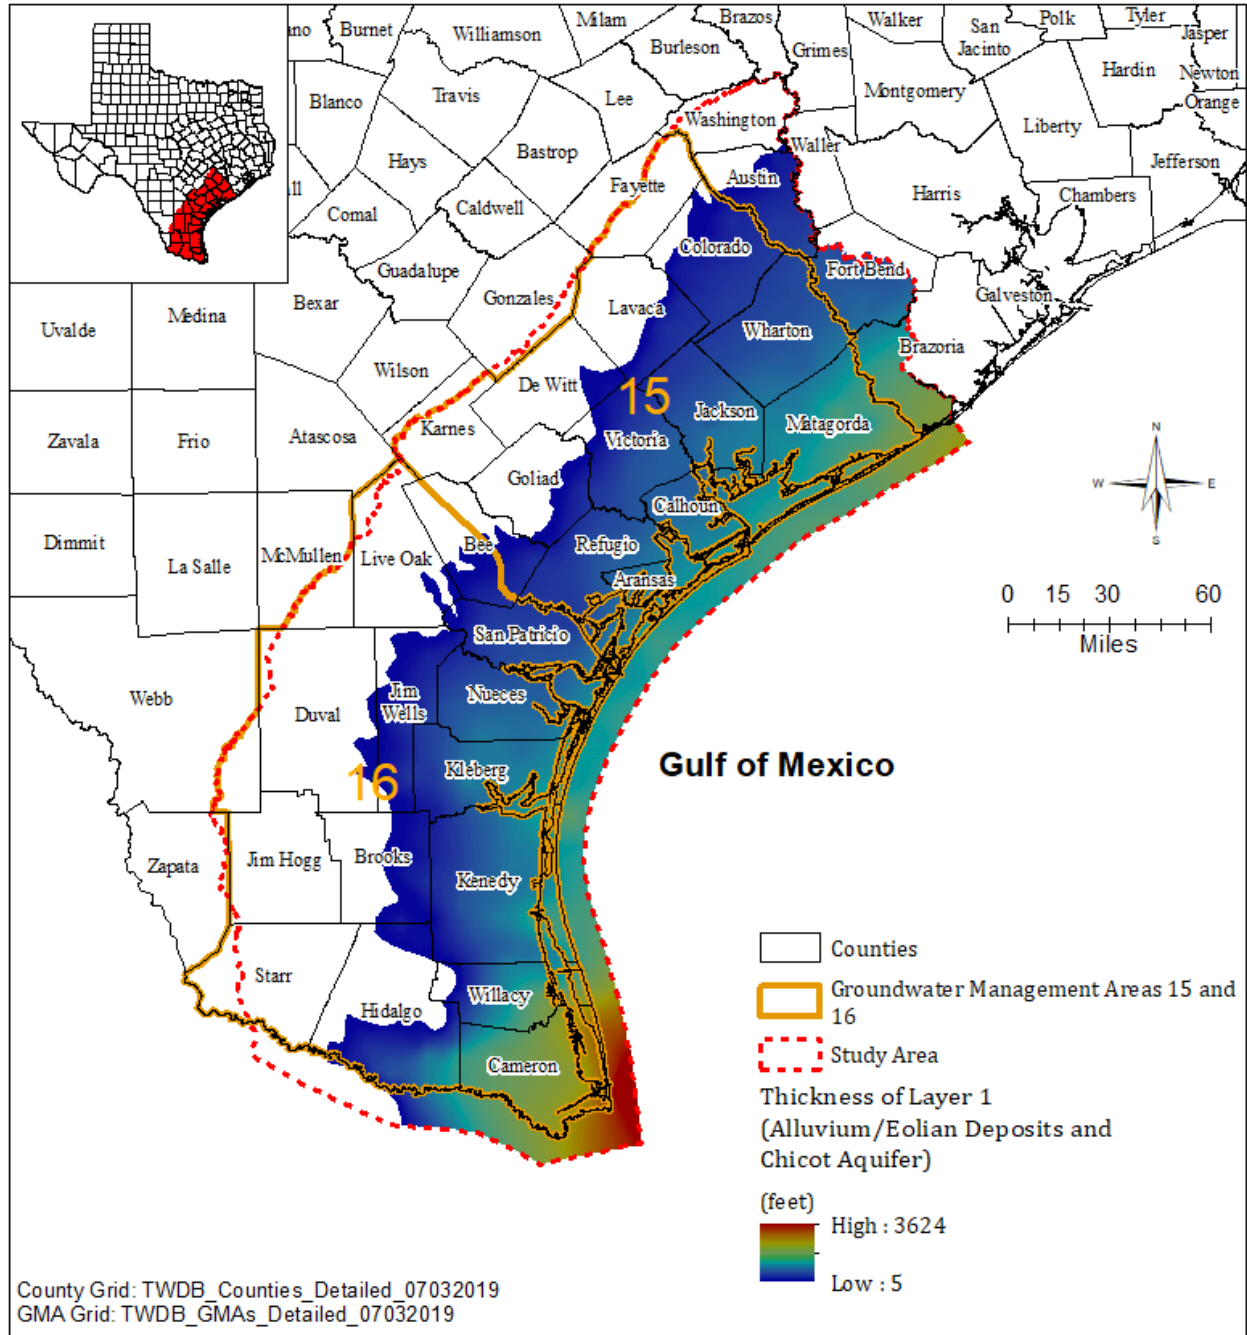 ano
Burnet
Williamson
Milam
Brazos
Walker
San
Jacinto
Polk
Tyler
Jasper
Burleson
Grimes
Hardin
Newton
Blanco
Travis
Lee
Montgomery
Orange
Washington
Liberty
Hays
Bastrop
Waller
Jefferson
Austin
Fayette
Harris
Chambers
all
Comal
Caldwell
Colorado
Guadalupe
Fort Bend
Gonzales
Galveston
Bexar
Lavaca
Uvalde
Medina
Wharton
Brazoria
Wilson
De Witt
15
Jackson
Matagorda
Zavala
Frio
Atascosa
Karnes
Victoria
Goliad
Calhoun
N
W
E
S
Dimmit
La Salle
McMullen
Live Oak
Bee
Refugio
Aransas
0 15 30 60
Miles
San Patricio
Webb
Duval
Jim
Wells
Nueces
16
Kleberg
Gulf of Mexico
Zapata
Jim Hogg
Brooks
Kenedy
Starr
Hidalgo
Willacy
Cameron
Counties
Groundwater Management Areas 15 and
16
Study Area
Thickness of Layer 1
(Alluvium/Eolian Deposits and
Chicot Aquifer)
(feet)
High : 3624
Low : 5
County Grid: TWDB_Counties_Detailed_07032019
GMA Grid: TWDB_GMAs_Detailed_07032019